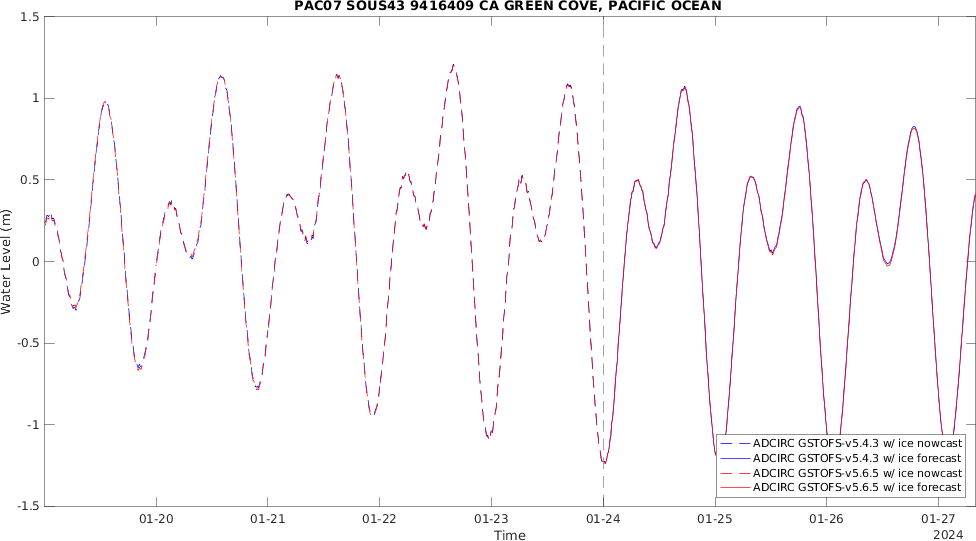 PAC07 SOUS43 9416409 CA GREEN COVE, PACIFIC OCEAN
1.5
1
0.5
0
-0.5
-1
-1.5
Water Level (m)
01-20
01-21
01-22
01-23
01-24
01-25
01-26
01-27
Time
2024
ADCIRC GSTOFS-v5.4.3 w/ ice nowcast
ADCIRC GSTOFS-v5.4.3 w/ ice forecast
ADCIRC GSTOFS-v5.6.5 w/ ice nowcast
ADCIRC GSTOFS-v5.6.5 w/ ice forecast